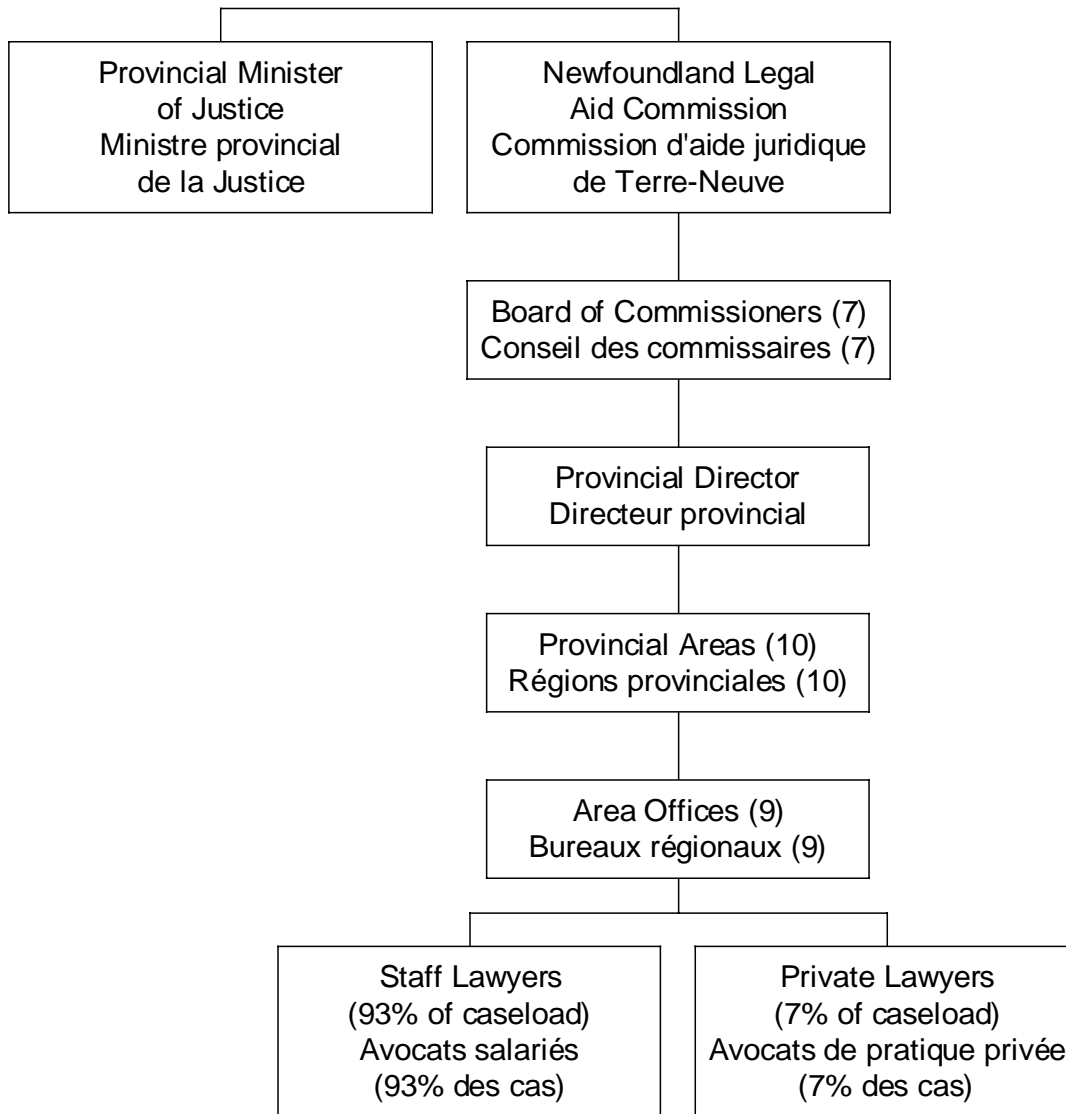 Provincial Minister
of Justice
Ministre provincial
de la Justice
Newfoundland Legal
Aid Commission
Commission d'aide juridique
de Terre-Neuve
Board of Commissioners (7)
Conseil des commissaires (7)
Provincial Director
Directeur provincial
Provincial Areas (10)
Régions provinciales (10)
Area Offices (9)
Bureaux régionaux (9)
Staff Lawyers
(93% of caseload)
Avocats salariés
(93% des cas)
Private Lawyers
(7% of caseload)
Avocats de pratique privée
(7% des cas)